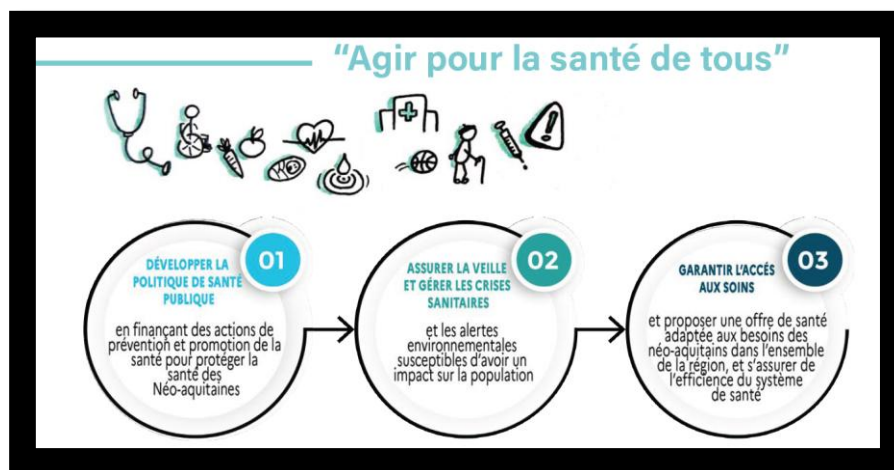 “Agir pour la santé de tous”
01
DÉVELOPPER LA
POLITIQUE DE SANTÉ
PUBLIQUE
en finançant des actions de
prévention et promotion de la
santé pour protéger la
santé des
Néo-aquitaines
02
ASSURER LA VEILLE
ET GÉRER LES CRISES
SANITAIRES
et les alertes
environnementales
susceptibles d’avoir un
impact sur la population
03
GARANTIR L’ACCÉS
AUX SOINS
et proposer une offre de santé
adaptée aux besoins des
néo-aquitains dans l’ensemble
de la région, et s’assurer de
l’efficience du système
de santé